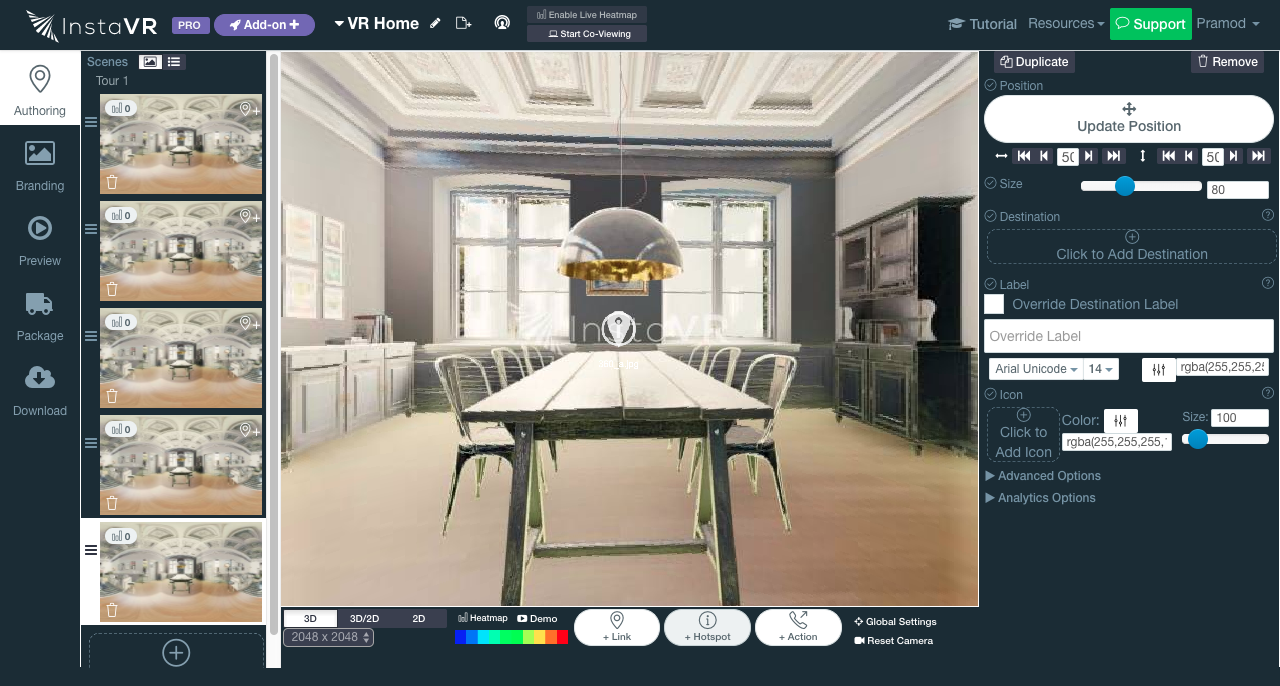 InstaVR
PRO
Add-on
VR Home
Enable Live Heatmap
Start Co-Viewing
Tutorial
Resources
Support
Pramod
Authoring
Branding
Preview
Package
Download
Scenes
Tour 1
0
0
0
0
0
InstaVR
3D
3D/2D
2D
2048 x 2048
Heatmap
Demo
+ Link
+ Hotspot
+ Action
Global Settings
Reset Camera
Duplicate
Remove
Position
Update Position
50
50
Size
80
Destination
Click to Add Destination
Label
Override Destination Label
Override Label
Arial Unicode
14
rgba(255,255,25
Icon
Click to
Add Icon
Color:
rgba(255,255,255,
Size:
100
Advanced Options
Analytics Options